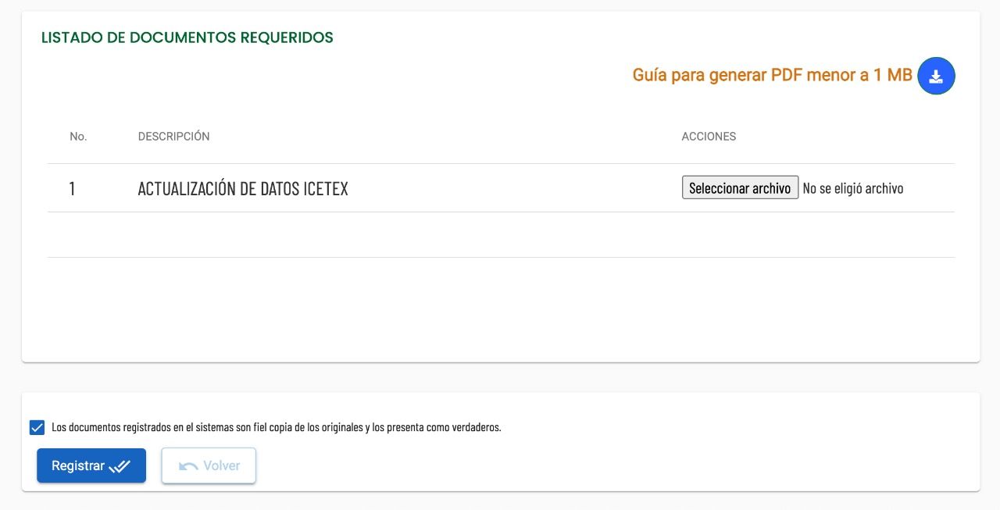 LISTADO DE DOCUMENTOS REQUERIDOS
Guía para generar PDF menor a 1 MB
No. DESCRIPCIÓN ACCIONES
1 ACTUALIZACIÓN DE DATOS ICETEX Seleccionar archivo No se eligió archivo
Los documentos registrados en el sistemas son fiel copia de los originales y los presenta como verdaderos.
Registrar Volver